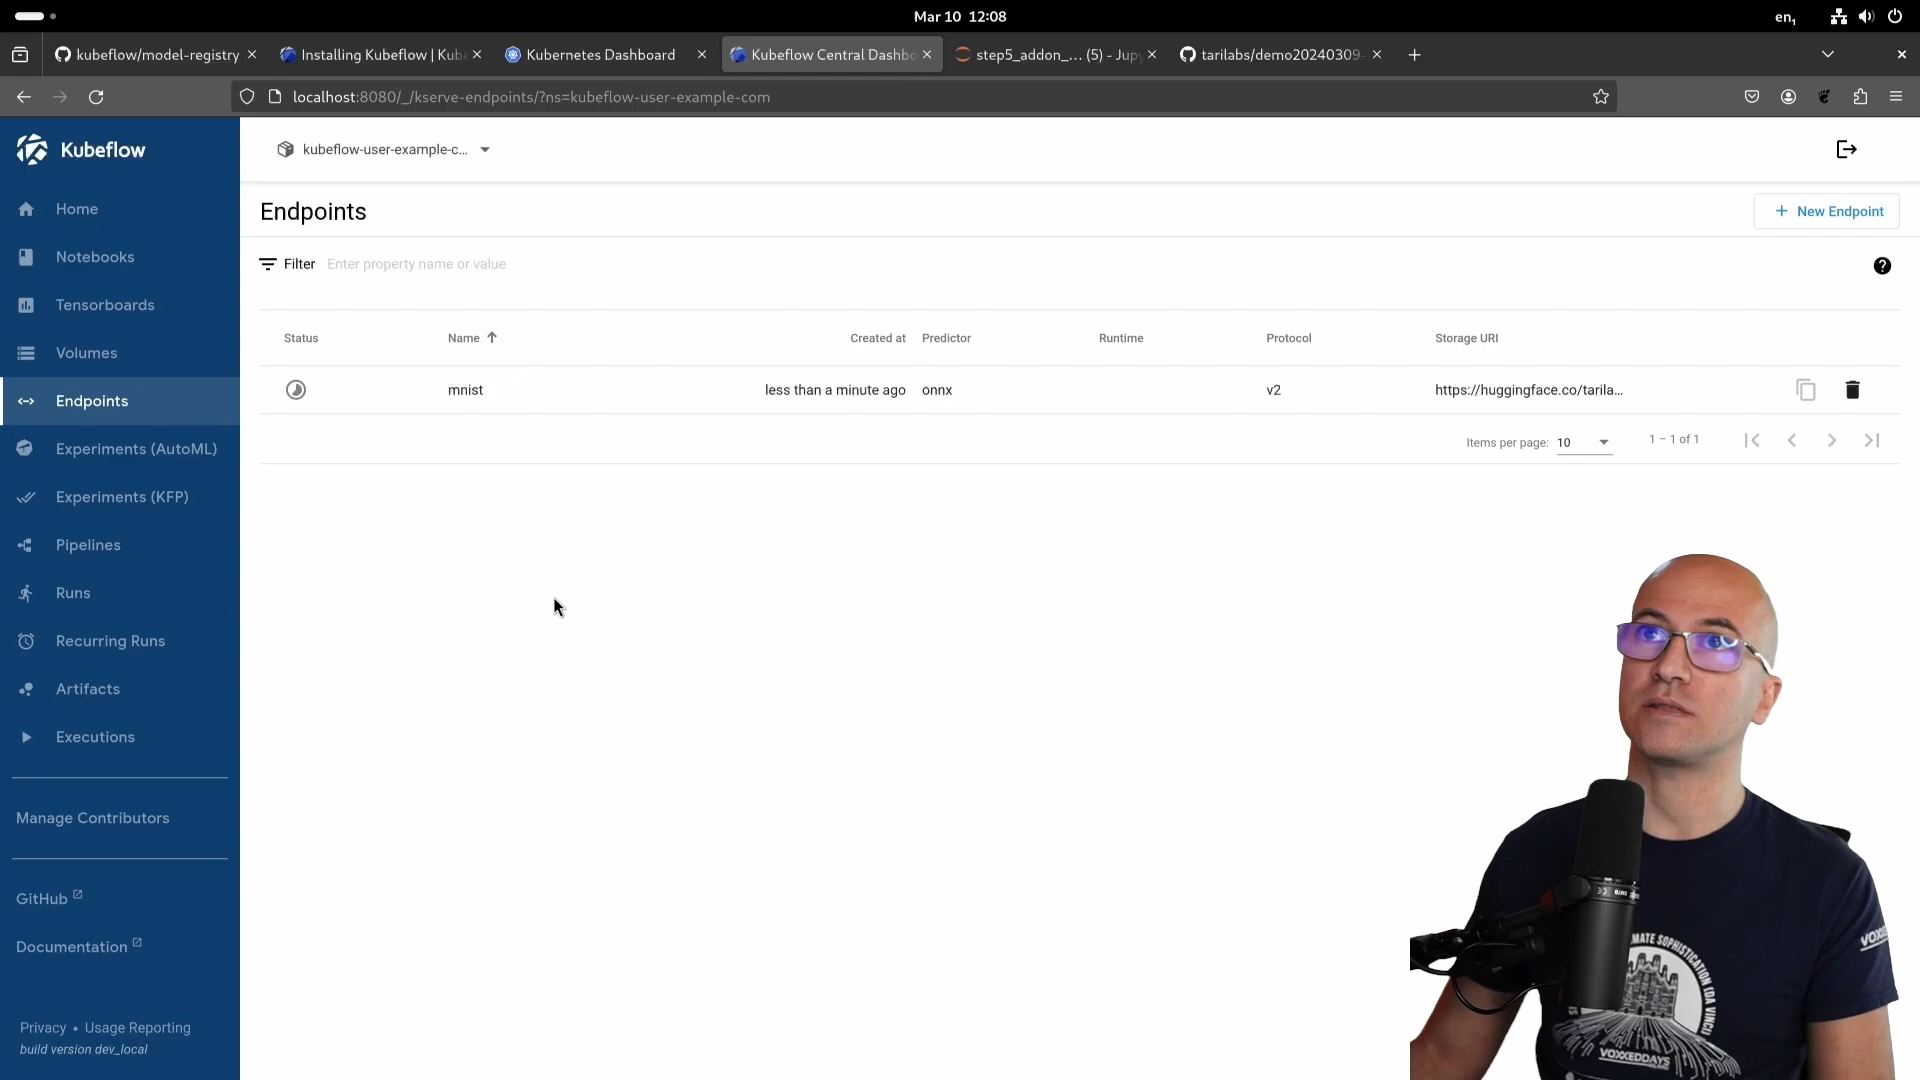 Mar 10 12:08
en₁
kubeflow/model-registry
Installing Kubeflow | Kub
Kubernetes Dashboard
Kubeflow Central Dashbo
step5_addon_... (5) - Jup
tarilabs/demo20240309-
localhost:8080/_/kserve-endpoints/?ns=kubeflow-user-example-com
Kubeflow
kubeflow-user-example-c...
Home
Notebooks
Tensorboards
Volumes
Endpoints
Experiments (AutoML)
Experiments (KFP)
Pipelines
Runs
Recurring Runs
Artifacts
Executions
Manage Contributors
GitHub
Documentation
Privacy • Usage Reporting
build version dev_local
Endpoints
New Endpoint
Filter Enter property name or value
Status Name Created at Predictor Runtime Protocol Storage URI
mnist less than a minute ago onnx v2 https://huggingface.co/tarila...
Items per page: 10 1 – 1 of 1
SOPHISTICATION
VOXXEDDAYS